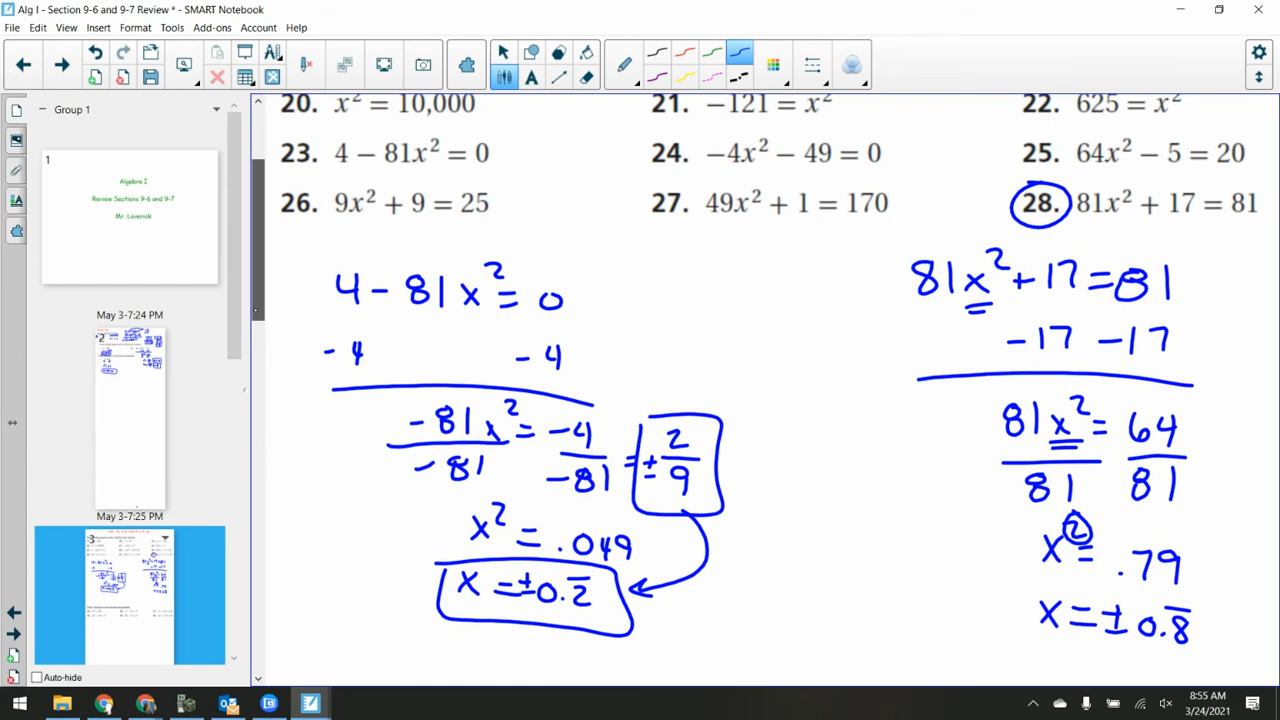 Alg I - Section 9-6 and 9-7 Review * - SMART Notebook
File Edit View Insert Format Tools Add-ons Account Help
Group 1
1
Algebra I
Review Sections 9-6 and 9-7
Mr. Laverick
May 3-7:24 PM
2
May 3-7:25 PM
3
Auto-hide
20. x² = 10,000 21. −121 = x² 22. 625 = x²
23. 4 − 81x² = 0 24. −4x² − 49 = 0 25. 64x² − 5 = 20
26. 9x² + 9 = 25 27. 49x² + 1 = 170 28. 81x² + 17 = 81
4 − 81x² = 0
−4 −4
−81x² = −4
−81 −81 = ± 2/9
x² = .049
x = ±0.2̅
81x² + 17 = 81
−17 −17
81x² = 64
81 81
x² = .79
x = ±0.8̅
8:55 AM
3/24/2021